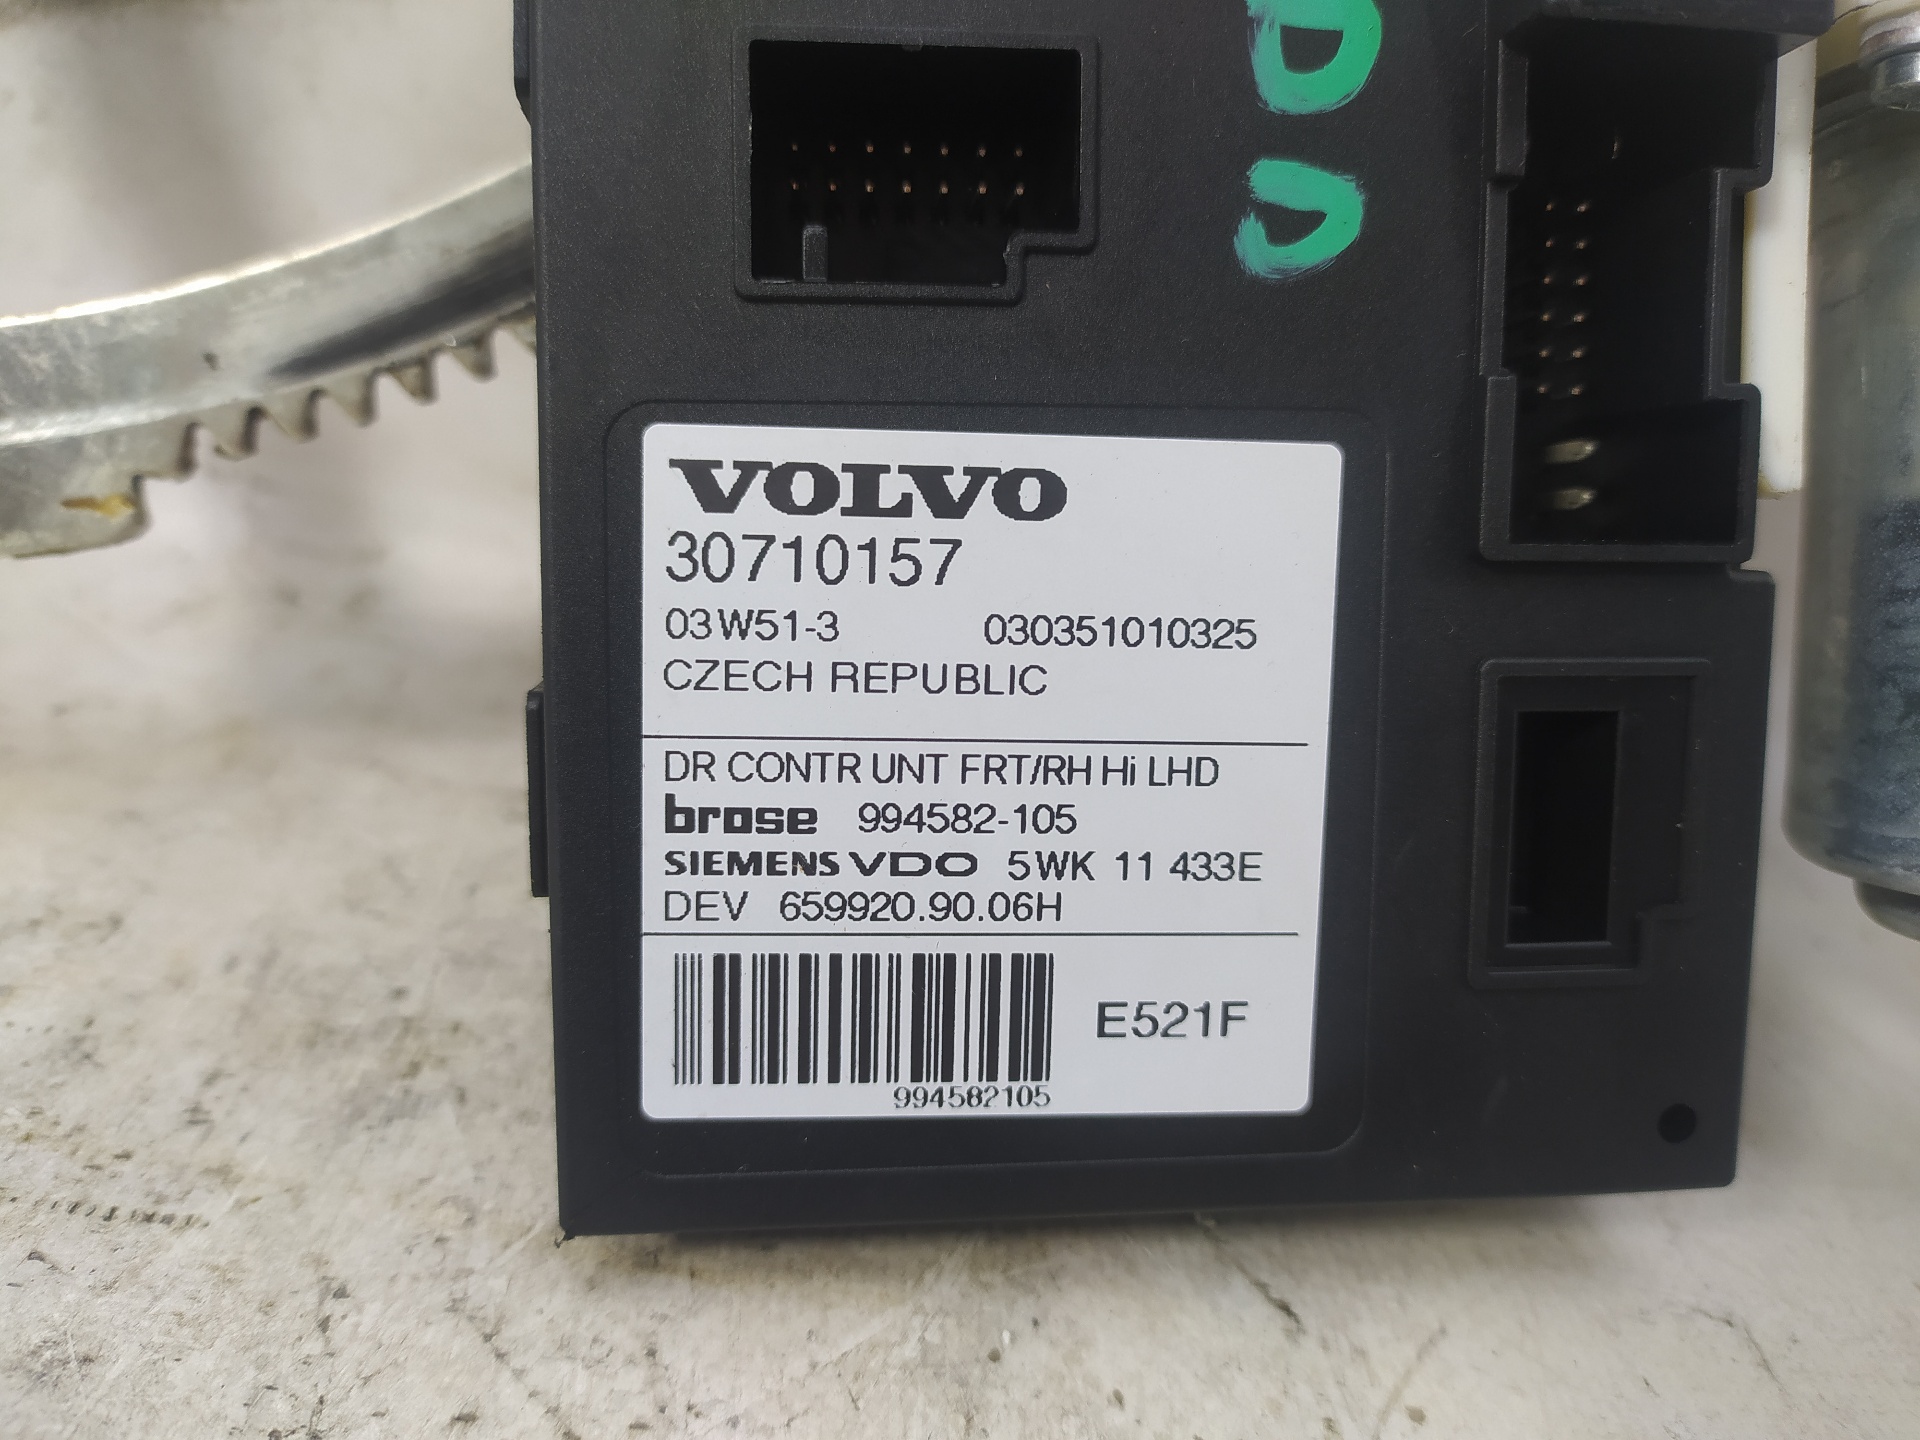 VOLVO
30710157
03W51-3 030351010325
CZECH REPUBLIC
DR CONTR UNT FRT/RH Hi LHD
brose 994582-105
SIEMENS VDO 5WK 11 433E
DEV 659920.90.06H
E521F
994582105